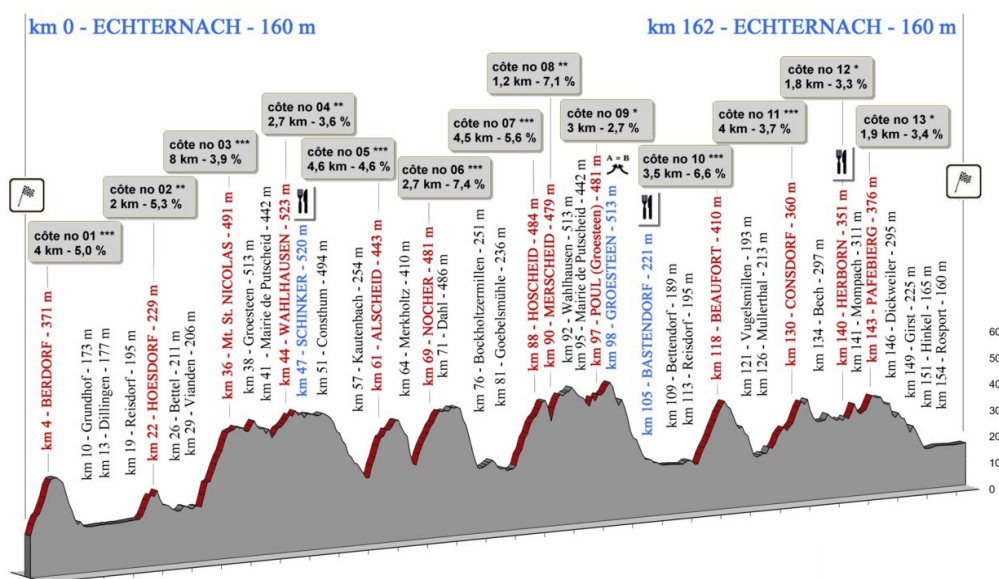 km 0 - ECHTERNACH - 160 m
km 162 - ECHTERNACH - 160 m
côte no 01 ***
4 km - 5,0 %
côte no 02 **
2 km - 5,3 %
côte no 03 ***
8 km - 3,9 %
côte no 04 **
2,7 km - 3,6 %
côte no 05 ***
4,6 km - 4,6 %
côte no 06 ***
2,7 km - 7,4 %
côte no 07 ***
4,5 km - 5,6 %
côte no 08 **
1,2 km - 7,1 %
côte no 09 *
3 km - 2,7 %
côte no 10 ***
3,5 km - 6,6 %
côte no 11 ***
4 km - 3,7 %
côte no 12 *
1,8 km - 3,3 %
côte no 13 *
1,9 km - 3,4 %
A = B
km 4 - BERDORF - 371 m
km 10 - Grundhof - 173 m
km 13 - Dillingen - 177 m
km 19 - Reisdorf - 195 m
km 22 - HOESDORF - 229 m
km 26 - Bettel - 211 m
km 29 - Vianden - 206 m
km 36 - Mt. St. NICOLAS - 491 m
km 38 - Groesteen - 513 m
km 41 - Mairie de Putscheid - 442 m
km 44 - WAHLHAUSEN - 523 m
km 47 - SCHINKER - 520 m
km 51 - Consthum - 494 m
km 57 - Kautenbach - 254 m
km 61 - ALSCHEID - 443 m
km 64 - Merkholtz - 410 m
km 69 - NOCHER - 481 m
km 71 - Dahl - 486 m
km 76 - Bockholtzermillen - 251 m
km 81 - Goebelsmühle - 236 m
km 88 - HOSCHEID - 484 m
km 90 - MERSCHEID - 479 m
km 92 - Wahlhausen - 513 m
km 95 - Mairie de Putscheid - 442 m
km 97 - POUL (Groesteen) - 481 m
km 98 - GROESTEEN - 513 m
km 105 - BASTENDORF - 221 m
km 109 - Bettendorf - 189 m
km 113 - Reisdorf - 195 m
km 118 - BEAUFORT - 410 m
km 121 - Vugelsmillen - 193 m
km 126 - Mullerthal - 213 m
km 130 - CONSDORF - 360 m
km 134 - Bech - 297 m
km 140 - HERBORN - 351 m
km 141 - Mompach - 311 m
km 143 - PAFEBIERG - 376 m
km 146 - Dickweiler - 295 m
km 149 - Girst - 225 m
km 151 - Hinkel - 165 m
km 154 - Rosport - 160 m